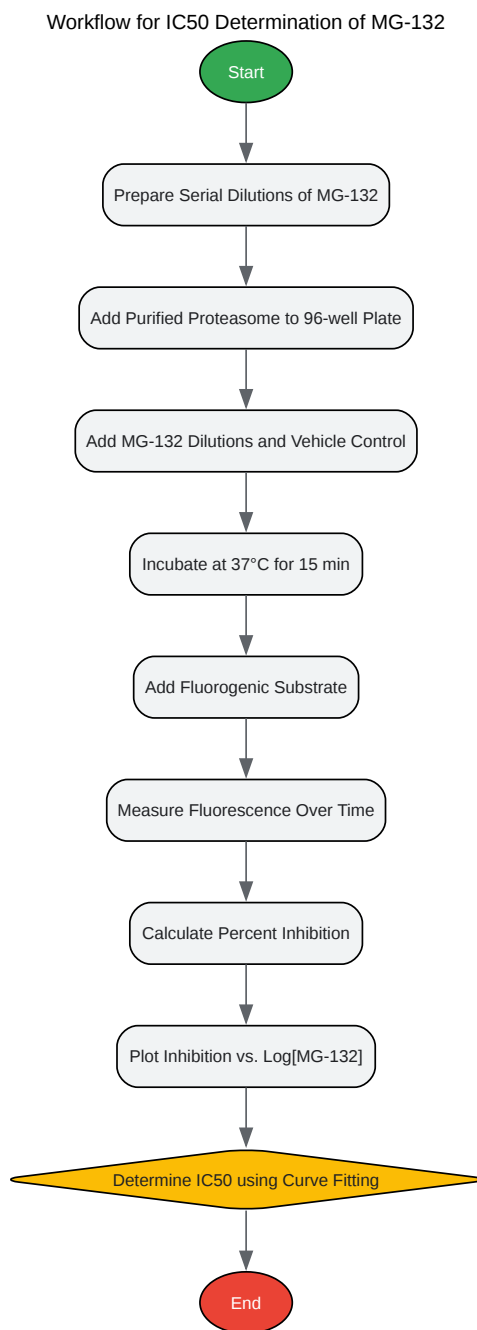 Workflow for IC50 Determination of MG-132
Start
Prepare Serial Dilutions of MG-132
Add Purified Proteasome to 96-well Plate
Add MG-132 Dilutions and Vehicle Control
Incubate at 37°C for 15 min
Add Fluorogenic Substrate
Measure Fluorescence Over Time
Calculate Percent Inhibition
Plot Inhibition vs. Log[MG-132]
Determine IC50 using Curve Fitting
End